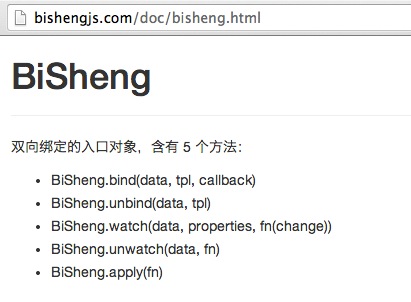 bishengjs.com/doc/bisheng.html
BiSheng
双向绑定的入口对象，含有 5 个方法：
BiSheng.bind(data, tpl, callback)
BiSheng.unbind(data, tpl)
BiSheng.watch(data, properties, fn(change))
BiSheng.unwatch(data, fn)
BiSheng.apply(fn)